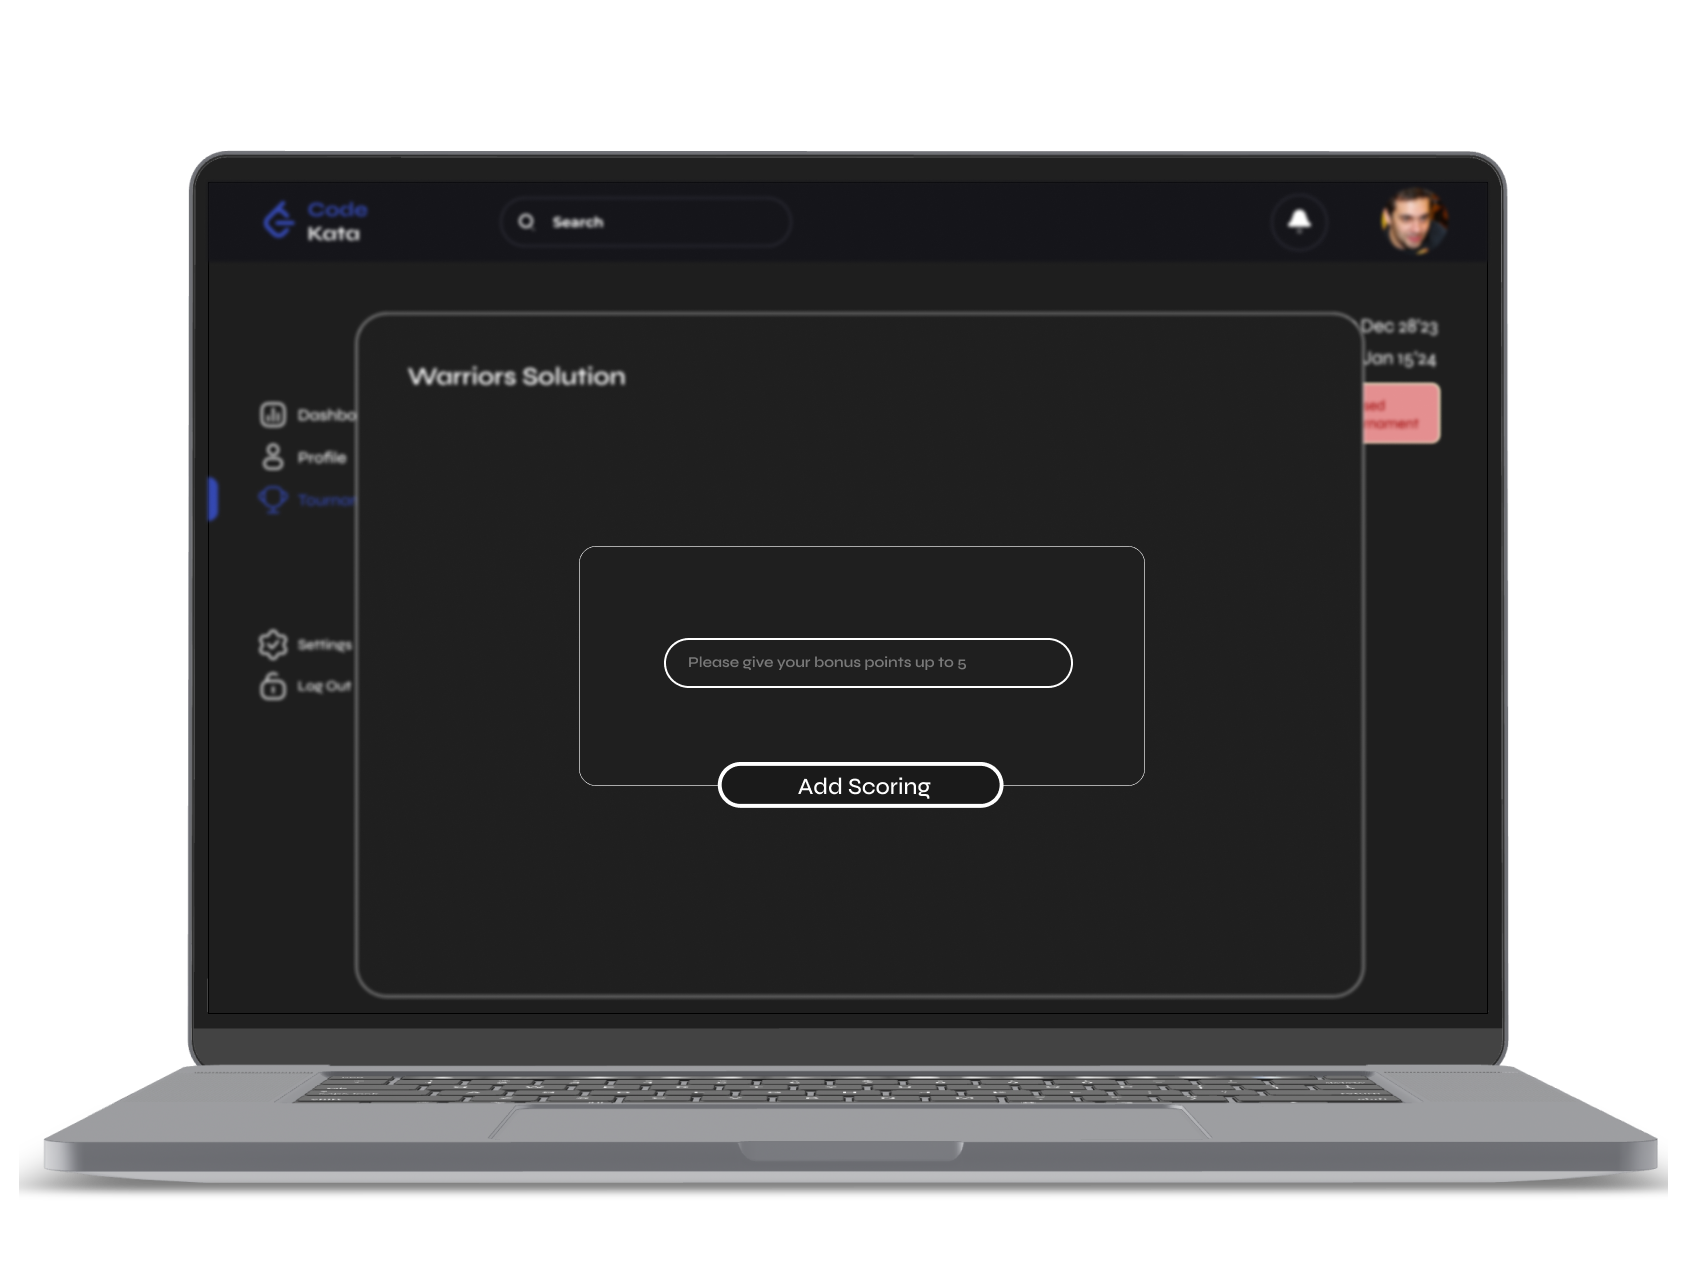 Code
Kata
Search
Dec 28'23
Jan 15'24
Warriors Solution
Dashbo
Profile
Tourna
Settings
Log Out
Please give your bonus points up to 5
Add Scoring